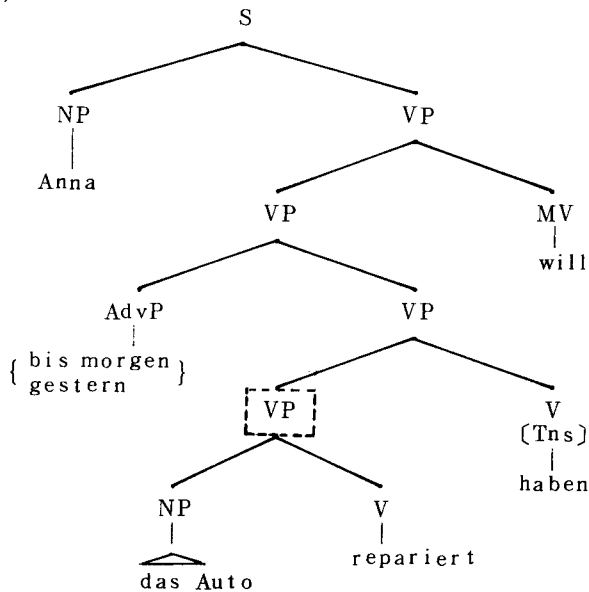 S
NP VP
Anna
VP MV
will
AdvP VP
{ bis morgen }
gestern
VP V
[Tns]
haben
NP V
repariert
das Auto